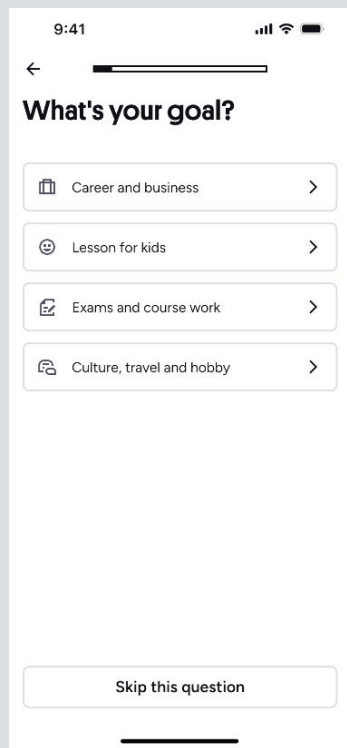 9:41
What's your goal?
Career and business
Lesson for kids
Exams and course work
Culture, travel and hobby
Skip this question